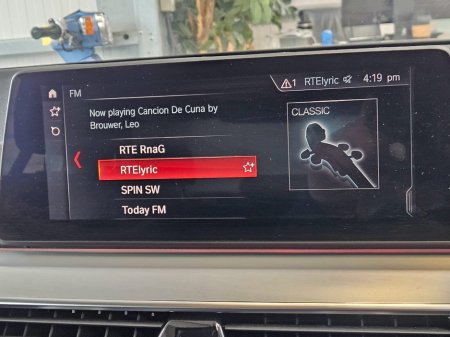 FM
1 RTElyric 4:19 pm
Now playing Cancion De Cuna by
Brouwer, Leo
CLASSIC
RTE RnaG
RTElyric
SPIN SW
Today FM